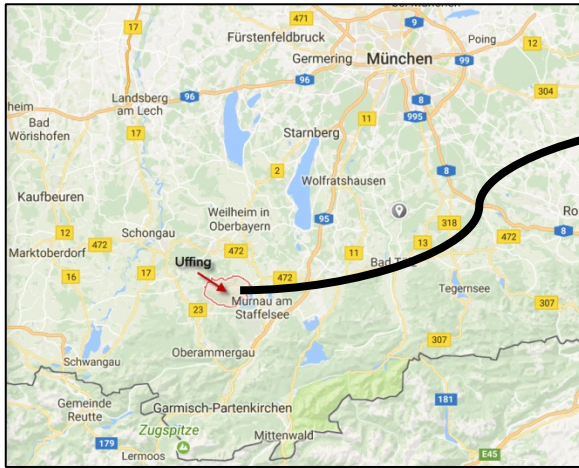 471
9
17
Fürstenfeldbruck
Poing
12
Germering
München
99
96
96
8
304
heim
Landsberg
am Lech
995
Bad
Wörishofen
17
Starnberg
11
2
8
Kaufbeuren
Wolfratshausen
Weilheim in
Oberbayern
95
318
Ro
12
Schongau
8
472
472
11
13
472
Marktoberdorf
Uffing
Bad
16
17
472
Tegernsee
Murnau am
Staffelsee
307
23
307
Oberammergau
Schwangau
Gemeinde
Reutte
Garmisch-Partenkirchen
181
Zugspitze
Mittenwald
179
Lermoos
E45